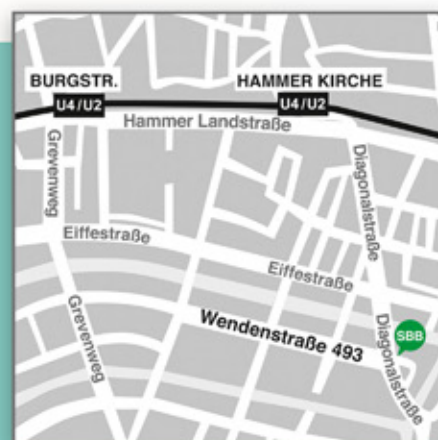 BURGSTR.
U4/U2
HAMMER KIRCHE
U4/U2
Hammer Landstraße
Grevenweg
Diagonalstraße
Eiffestraße
Eiffestraße
Grevenweg
Wendenstraße 493
Diagonalstraße
SBB